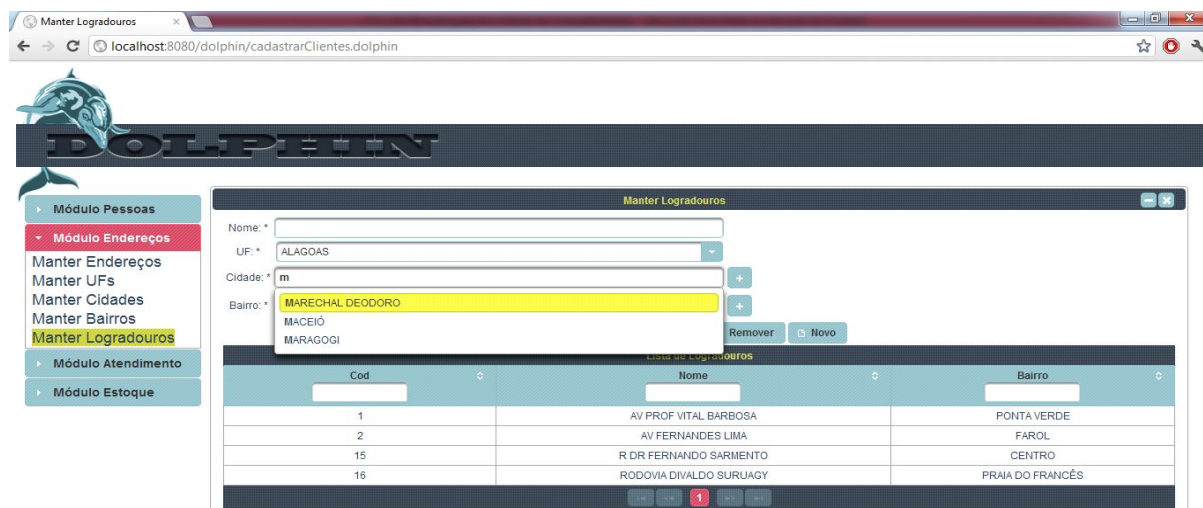 Manter Logradouros
localhost:8080/dolphin/cadastrarClientes.dolphin
DOLPHIN
Módulo Pessoas
Módulo Endereços
Manter Endereços
Manter UFs
Manter Cidades
Manter Bairros
Manter Logradouros
Módulo Atendimento
Módulo Estoque
Manter Logradouros
Nome: *
UF: * ALAGOAS
Cidade: * m
Bairro: *
MARECHAL DEODORO
MACEIÓ
MARAGOGI
Remover Novo
Lista de Logradouros
Cod Nome Bairro
1 AV PROF VITAL BARBOSA PONTA VERDE
2 AV FERNANDES LIMA FAROL
15 R DR FERNANDO SARMENTO CENTRO
16 RODOVIA DIVALDO SURUAGY PRAIA DO FRANCÊS
1